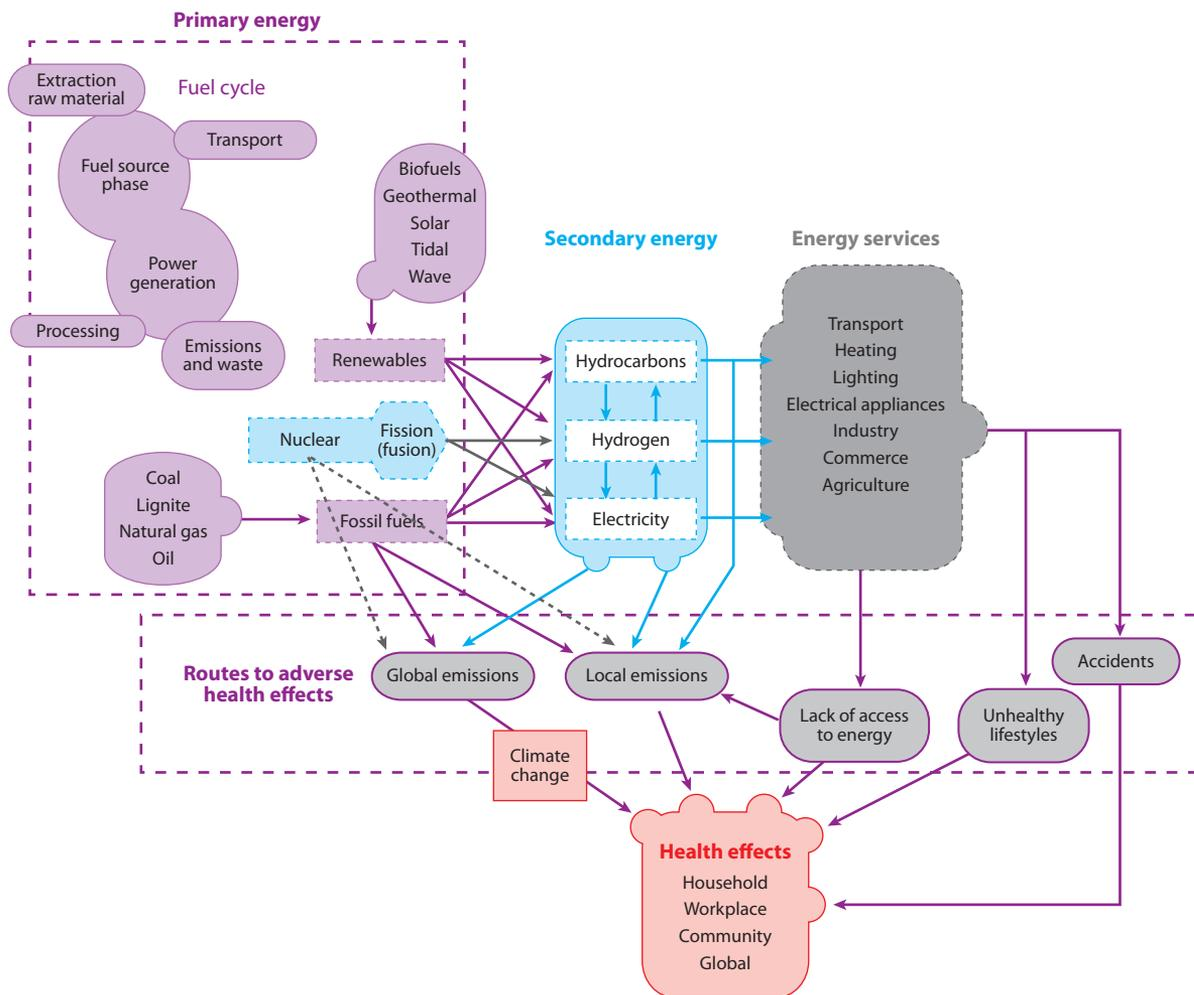 Primary energy
Extraction
raw material
Fuel cycle
Transport
Fuel source
phase
Power
generation
Processing
Emissions
and waste
Biofuels
Geothermal
Solar
Tidal
Wave
Renewables
Nuclear
Fission
(fusion)
Coal
Lignite
Natural gas
Oil
Fossil fuels
Secondary energy
Hydrocarbons
Hydrogen
Electricity
Energy services
Transport
Heating
Lighting
Electrical appliances
Industry
Commerce
Agriculture
Routes to adverse
health effects
Global emissions
Local emissions
Lack of access
to energy
Unhealthy
lifestyles
Accidents
Climate
change
Health effects
Household
Workplace
Community
Global